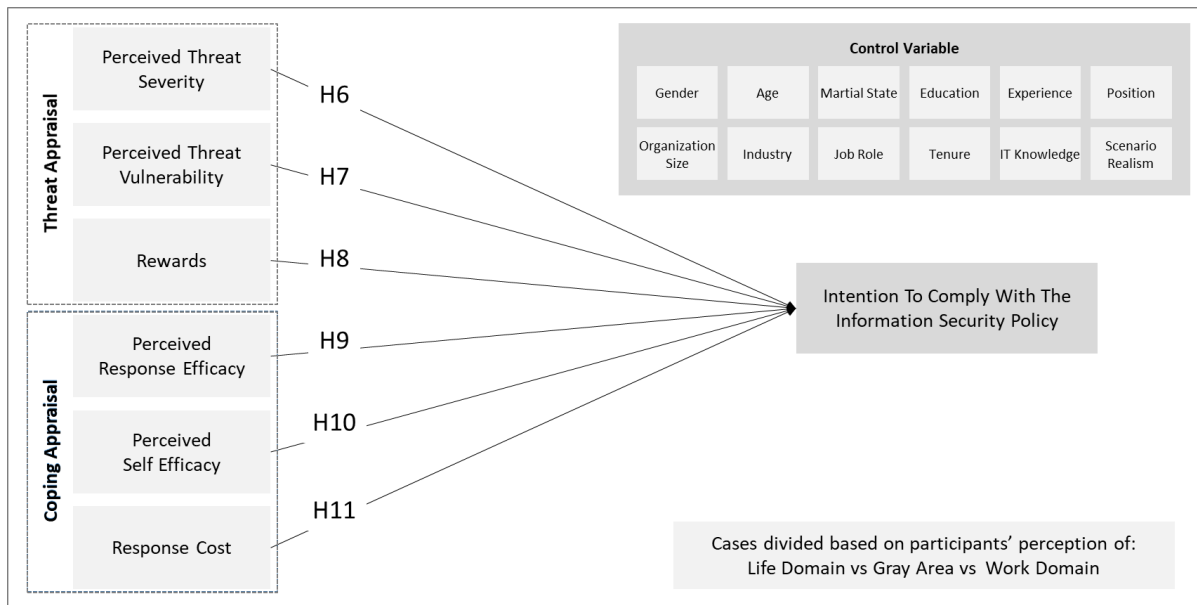 Threat Appraisal
Perceived Threat
Severity
Perceived Threat
Vulnerability
Rewards
Coping Appraisal
Perceived
Response Efficacy
Perceived
Self Efficacy
Response Cost
H6
H7
H8
H9
H10
H11
Control Variable
Gender
Age
Martial State
Education
Experience
Position
Organization
Size
Industry
Job Role
Tenure
IT Knowledge
Scenario
Realism
Intention To Comply With The
Information Security Policy
Cases divided based on participants’ perception of:
Life Domain vs Gray Area vs Work Domain